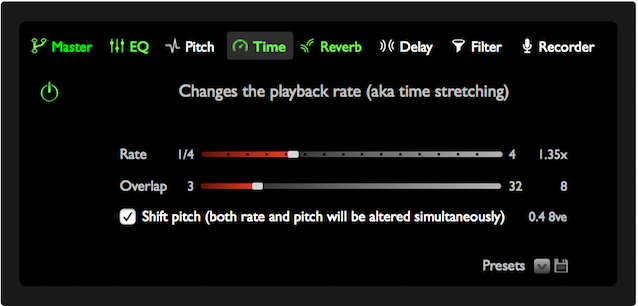 Master EQ Pitch Time Reverb Delay Filter Recorder
Changes the playback rate (aka time stretching)
Rate 1/4 4 1.35x
Overlap 3 32 8
Shift pitch (both rate and pitch will be altered simultaneously) 0.4 8ve
Presets